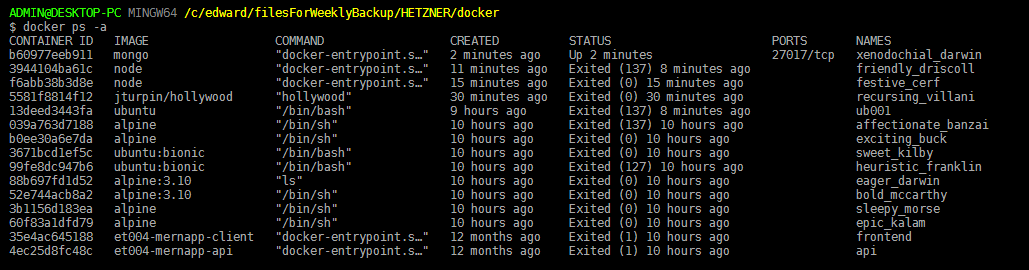 ADMIN@DESKTOP-PC MINGW64 /c/edward/filesForWeeklyBackup/HETZNER/docker
$ docker ps -a
CONTAINER ID   IMAGE                  COMMAND                  CREATED          STATUS                       PORTS       NAMES
b60977eeb911   mongo                  "docker-entrypoint.s…"   2 minutes ago    Up 2 minutes                 27017/tcp   xenodochial_darwin
3944104ba61c   node                   "docker-entrypoint.s…"   11 minutes ago   Exited (137) 8 minutes ago               friendly_driscoll
f6abb38b3d8e   node                   "docker-entrypoint.s…"   15 minutes ago   Exited (0) 15 minutes ago                festive_cerf
5581f8814f12   jturpin/hollywood      "hollywood"              30 minutes ago   Exited (0) 30 minutes ago                recursing_villani
13deed3443fa   ubuntu                 "/bin/bash"              9 hours ago      Exited (137) 8 minutes ago               ub001
039a763d7188   alpine                 "/bin/sh"                10 hours ago     Exited (137) 10 hours ago                affectionate_banzai
b0ee30a6e7da   alpine                 "/bin/sh"                10 hours ago     Exited (0) 10 hours ago                  exciting_buck
3671bcd1ef5c   ubuntu:bionic          "/bin/bash"              10 hours ago     Exited (0) 10 hours ago                  sweet_kilby
99fe8dc947b6   ubuntu:bionic          "/bin/bash"              10 hours ago     Exited (127) 10 hours ago                heuristic_franklin
88b697fd1d52   alpine:3.10            "ls"                     10 hours ago     Exited (0) 10 hours ago                  eager_darwin
52e744acb8a2   alpine:3.10            "/bin/sh"                10 hours ago     Exited (0) 10 hours ago                  bold_mccarthy
3b1156d183ea   alpine                 "/bin/sh"                10 hours ago     Exited (0) 10 hours ago                  sleepy_morse
60f83a1dfd79   alpine                 "/bin/sh"                10 hours ago     Exited (0) 10 hours ago                  epic_kalam
35e4ac645188   et004-mernapp-client   "docker-entrypoint.s…"   12 months ago    Exited (1) 10 hours ago                  frontend
4ec25d8fc48c   et004-mernapp-api      "docker-entrypoint.s…"   12 months ago    Exited (1) 10 hours ago                  api